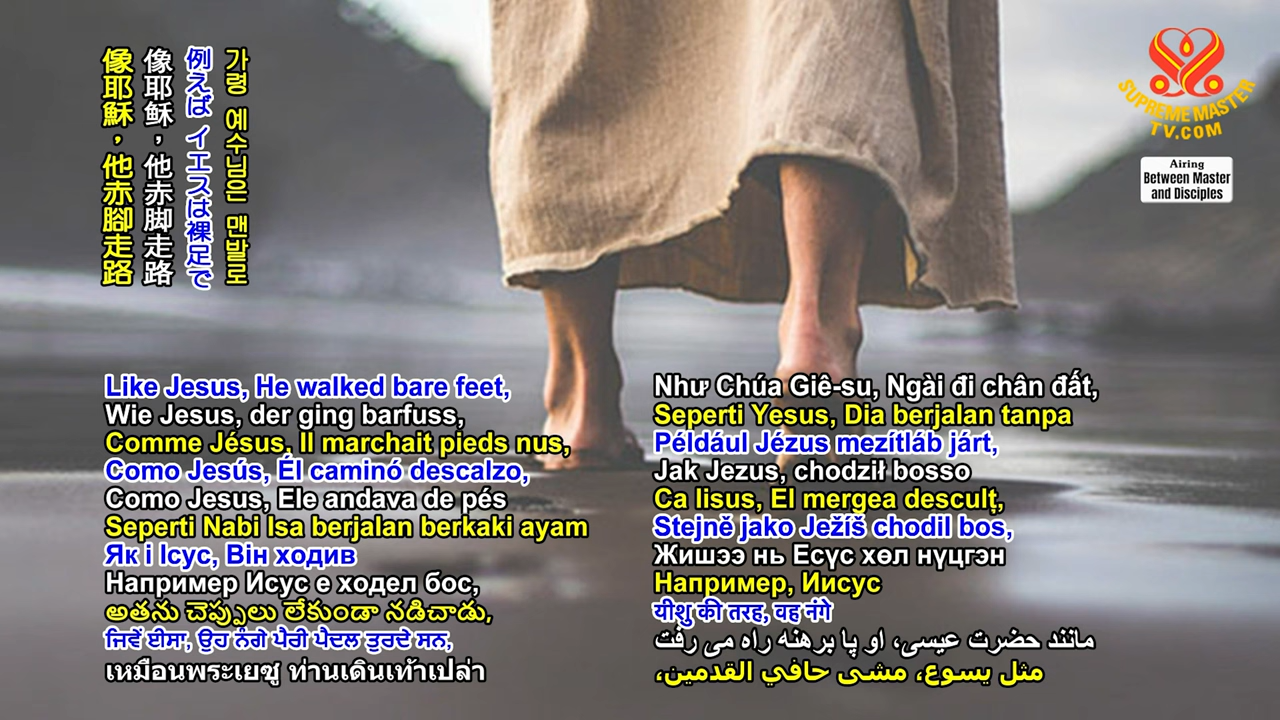 像耶穌，他赤腳走路
像耶稣，他赤脚走路
例えば イエスは裸足で
가령 예수님은 맨발로
SUPREME MASTER
TV.COM
Airing
Between Master
and Disciples
Like Jesus, He walked bare feet,
Wie Jesus, der ging barfuss,
Comme Jésus, Il marchait pieds nus,
Como Jesús, Él caminó descalzo,
Como Jesus, Ele andava de pés
Seperti Nabi Isa berjalan berkaki ayam
Як і Ісус, Він ходив
Например Исус е ходел бос,
అతను చెప్పులు లేకుండా నడిచాడు,
ਜਿਵੇਂ ਈਸਾ, ਉਹ ਨੰਗੇ ਪੈਰੀ ਪੈਦਲ ਤੁਰਦੇ ਸਨ,
เหมือนพระเยซู ท่านเดินเท้าเปล่า
Như Chúa Giê-su, Ngài đi chân đất,
Seperti Yesus, Dia berjalan tanpa
Például Jézus mezítláb járt,
Jak Jezus, chodził bosso
Ca Iisus, El mergea desculț,
Stejně jako Ježíš chodil bos,
Жишээ нь Есүс хөл нүцгэн
Например, Иисус
यीशु की तरह, वह नंगे
مانند حضرت عیسی، او پا برهنه راه می رفت
مثل يسوع، مشى حافي القدمين،